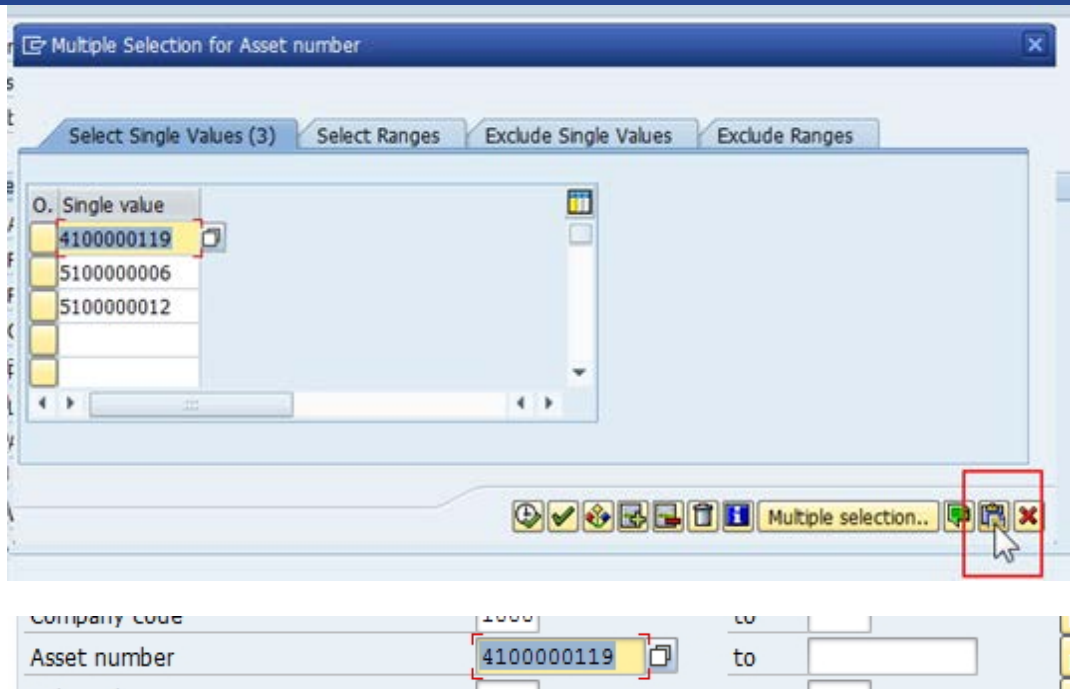 Multiple Selection for Asset number
Select Single Values (3) Select Ranges Exclude Single Values Exclude Ranges
O. Single value
4100000119
5100000006
5100000012
Multiple selection..
Company code 1000 to
Asset number 4100000119 to